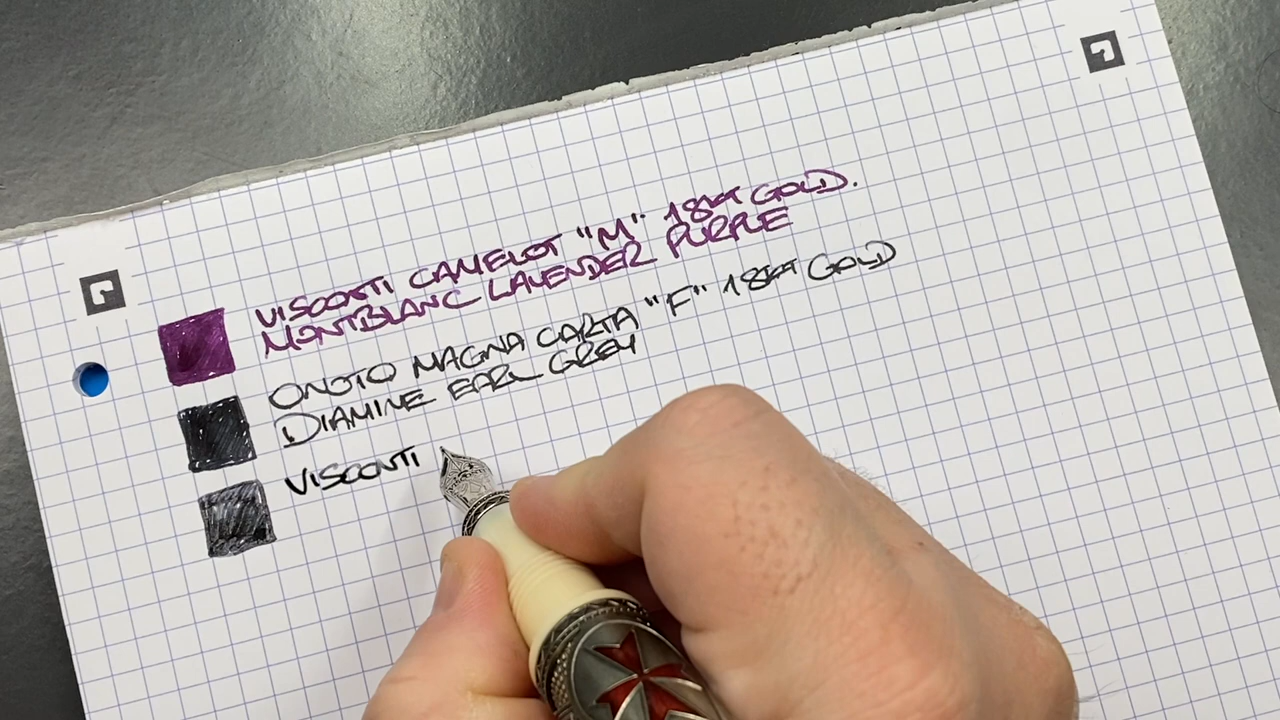 VISCONTI CAMELOT "M" 18kt GOLD.
MONTBLANC LAVENDER PURPLE
ONOTO MAGNA CARTA "F" 18kt GOLD
DIAMINE EARL GREY
VISCONTI